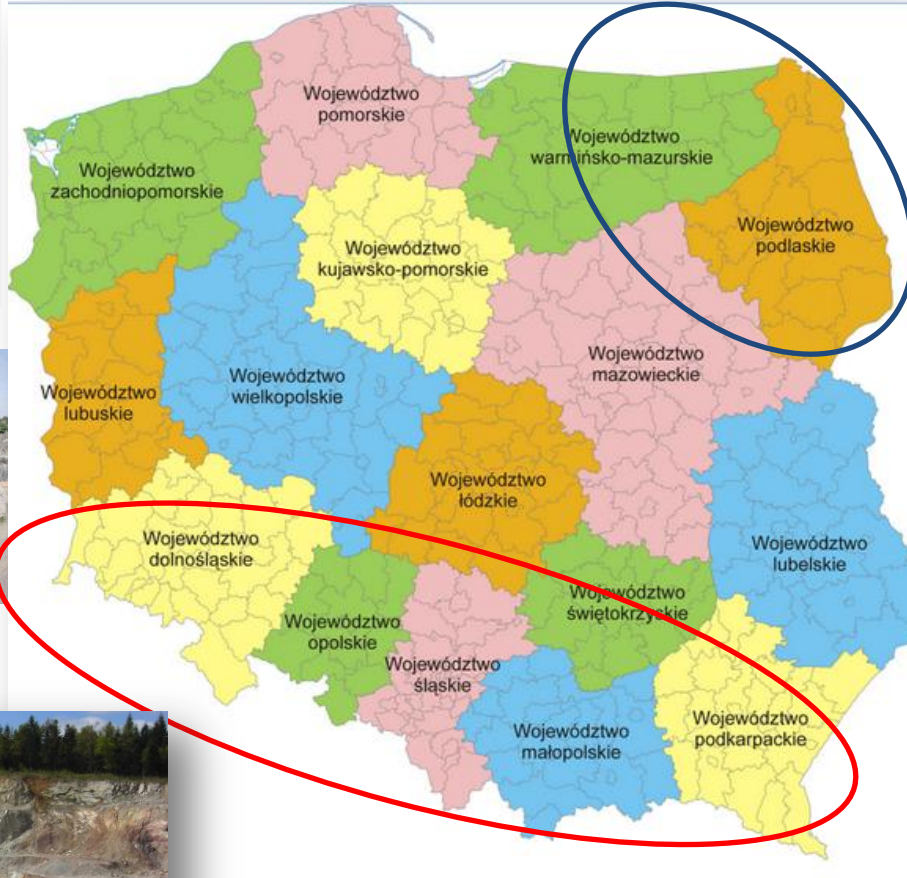 Województwo
pomorskie
Województwo
warmińsko-mazurskie
Województwo
zachodniopomorskie
Województwo
podlaskie
Województwo
kujawsko-pomorskie
Województwo
mazowieckie
Województwo
wielkopolskie
Województwo
lubuskie
Województwo
łódzkie
Województwo
dolnośląskie
Województwo
lubelskie
Województwo
świętokrzyskie
Województwo
opolskie
Województwo
śląskie
Województwo
podkarpackie
Województwo
małopolskie